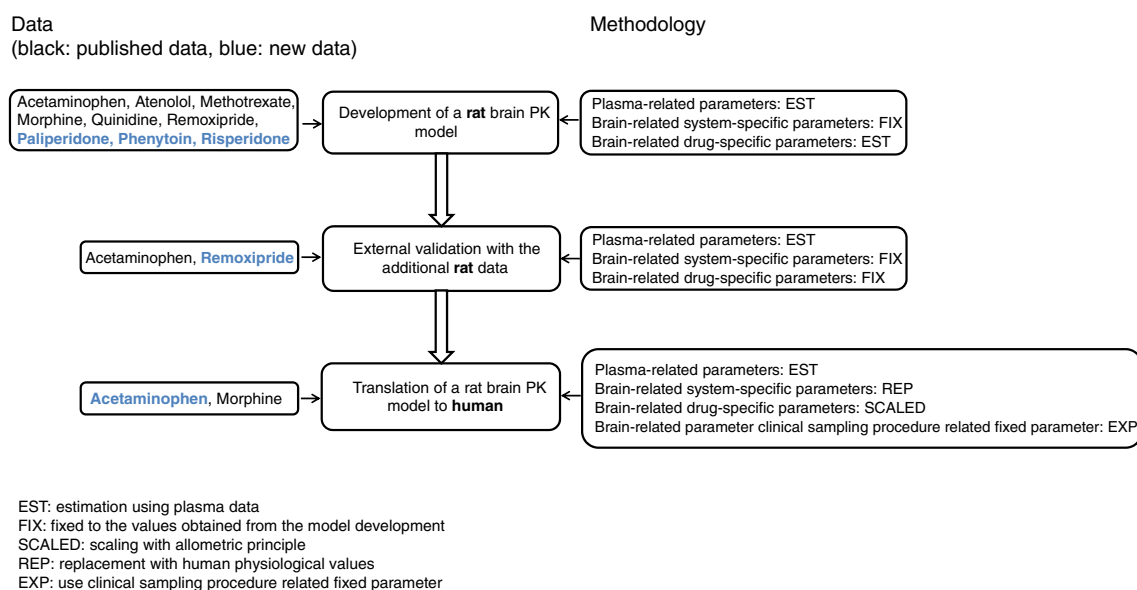 Data
(black: published data, blue: new data)
Methodology
Acetaminophen, Atenolol, Methotrexate,
Morphine, Quinidine, Remoxipride,
Paliperidone, Phenytoin, Risperidone
Development of a rat brain PK
model
Plasma-related parameters: EST
Brain-related system-specific parameters: FIX
Brain-related drug-specific parameters: EST
Acetaminophen, Remoxipride
External validation with the
additional rat data
Plasma-related parameters: EST
Brain-related system-specific parameters: FIX
Brain-related drug-specific parameters: FIX
Acetaminophen, Morphine
Translation of a rat brain PK
model to human
Plasma-related parameters: EST
Brain-related system-specific parameters: REP
Brain-related drug-specific parameters: SCALED
Brain-related parameter clinical sampling procedure related fixed parameter: EXP
EST: estimation using plasma data
FIX: fixed to the values obtained from the model development
SCALED: scaling with allometric principle
REP: replacement with human physiological values
EXP: use clinical sampling procedure related fixed parameter